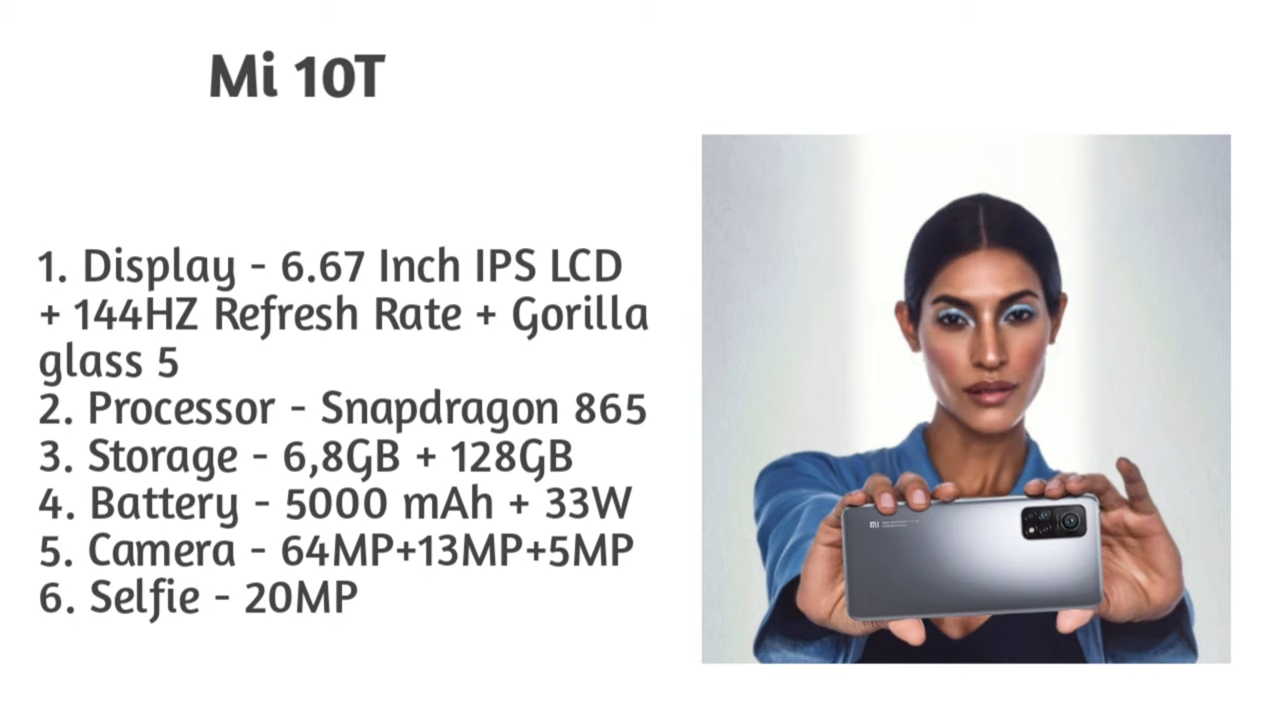 Mi 10T
1. Display - 6.67 Inch IPS LCD
+ 144HZ Refresh Rate + Gorilla
glass 5
2. Processor - Snapdragon 865
3. Storage - 6,8GB + 128GB
4. Battery - 5000 mAh + 33W
5. Camera - 64MP+13MP+5MP
6. Selfie - 20MP
mi